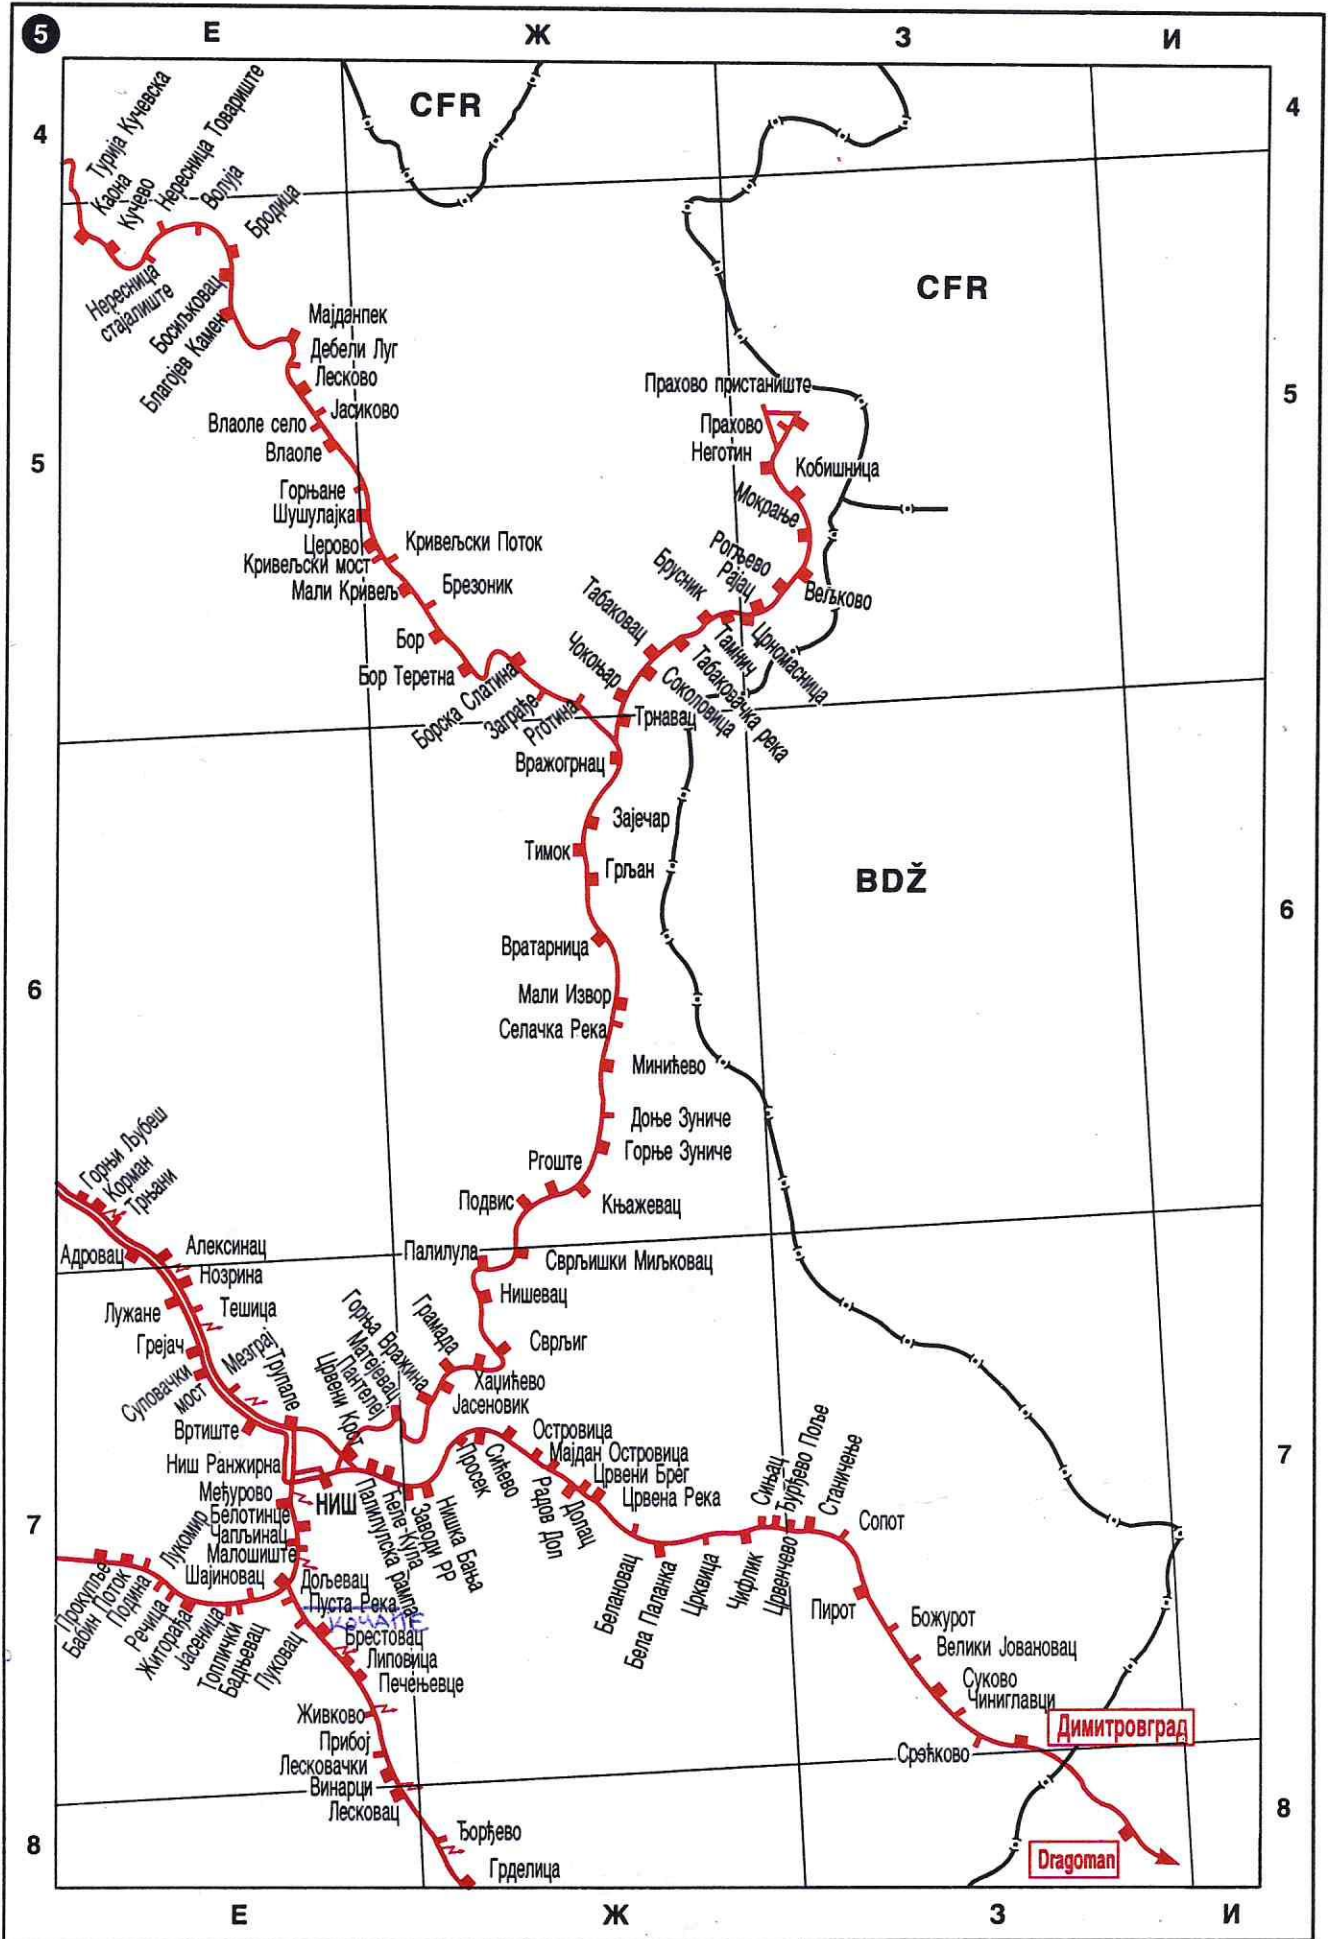 5
Е
Ж
З
И
4
4
CFR
Турија Кучевска
Каона
Кучево
Нересница Товариште
Волуја
Бродица
Нересница
стајалиште
Босиљковац
Благојев Камен
CFR
Мајданпек
Дебели Луг
Лесково
Јасиково
Влаоле село
Влаоле
5
5
Прахово пристаниште
Прахово
Неготин
Кобишница
Мокрање
Горњане
Шушулајка
Церово
Кривељски Поток
Кривељски мост
Мали Кривељ
Брезоник
Бор
Бор Теретна
Борска Слатина
Заграђе
Рготина
Рогљево
Рајац
Вељково
Брусник
Табаковац
Чокоњар
Тамнич
Црномасница
Табаковачка река
Соколовица
Трнавац
Вражогрнац
Зајечар
Тимок
Грљан
BDŽ
6
6
Вратарница
Мали Извор
Селачка Река
Минићево
Доње Зуниче
Горње Зуниче
Ргоште
Подвис
Књажевац
Горњи Љубеш
Корман
Трњани
Адровац
Алексинац
Нозрина
Лужане
Тешица
Грејач
Мезграј
Суповачки
мост
Трупале
Вртиште
Палилула
Сврљишки Миљковац
Нишевац
Сврљиг
Грамада
Хаџићево
Горња Вражина
Јасеновик
Матејевац
Пантелеј
Црвени Крст
7
7
Ниш Ранжирна
НИШ
Међурово
Белотинце
Чапљинац
Малошиште
Шајиновац
Дољевац
Пуста Река
КОЧАНЕ
Палилулска рампа
Ћеле-Кула
Заводи РР
Нишка Бања
Просек
Сићево
Островица
Мајдан Островица
Црвени Брег
Црвена Река
Радов Дол
Долац
Белановац
Бела Паланка
Црквица
Чифлик
Црвенчево
Сињац
Ђурђево Поље
Станичење
Сопот
Пирот
Божурот
Велики Јовановац
Суково
Чиниглавци
Срэћково
Димитровград
Dragoman
Прокупље
Бабин Поток
Подина
Лукомир
Речица
Житорађа
Јасеница
Топлички
Бадњевац
Пуковац
Брестовац
Липовица
Печењевце
Живково
Прибој
Лесковачки
Винарци
Лесковац
Ђорђево
Грделица
8
8
Е
Ж
З
И